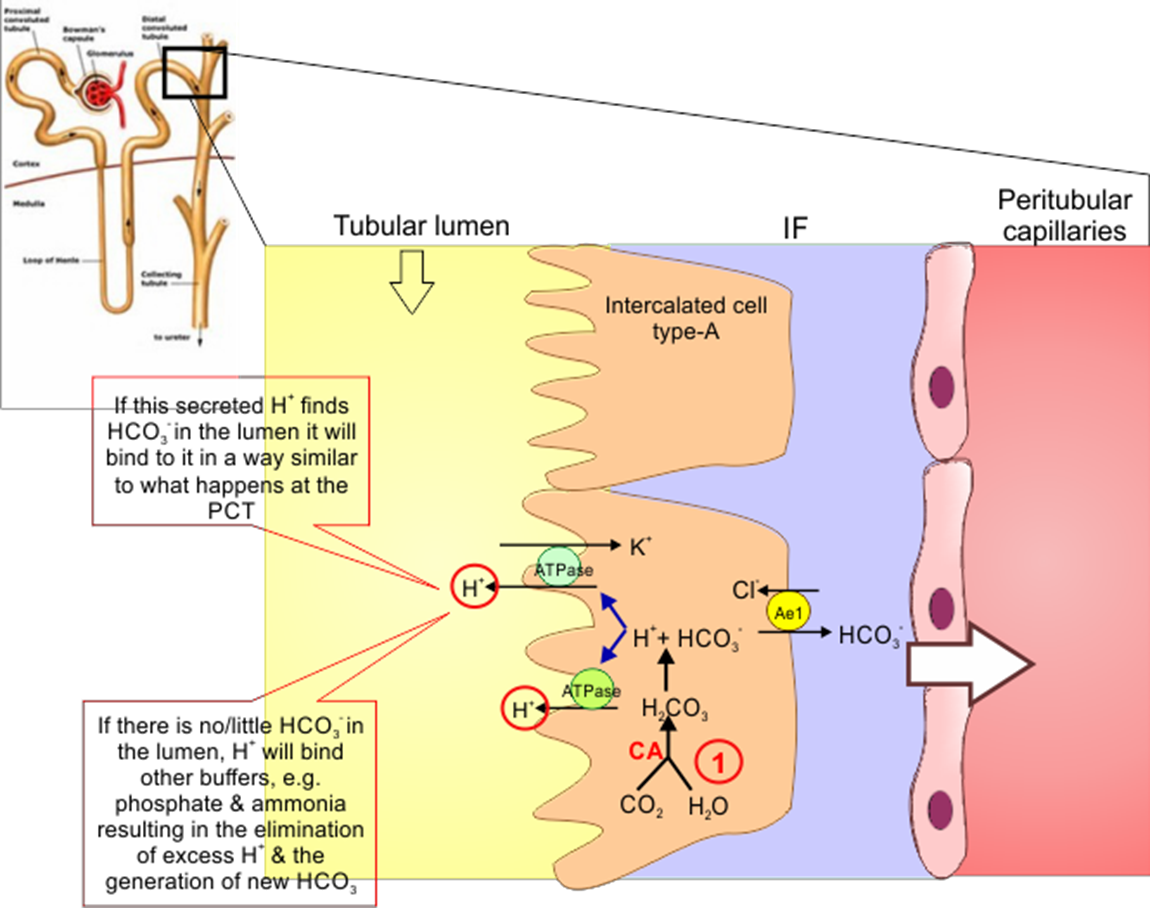 Proximal
convoluted
tubule
Bowman's
capsule
Glomerulus
Distal
convoluted
tubule
Cortex
Medulla
Loop of Henle
Collecting
tubule
to ureter
Tubular lumen
IF
Peritubular
capillaries
Intercalated cell
type-A
If this secreted H⁺ finds
HCO₃⁻ in the lumen it will
bind to it in a way similar
to what happens at the
PCT
K⁺
ATPase
H⁺
Cl⁻
Ae1
HCO₃⁻
H⁺+ HCO₃⁻
ATPase
H⁺
H₂CO₃
CA
1
CO₂
H₂O
If there is no/little HCO₃⁻ in
the lumen, H⁺ will bind
other buffers, e.g.
phosphate & ammonia
resulting in the elimination
of excess H⁺ & the
generation of new HCO₃